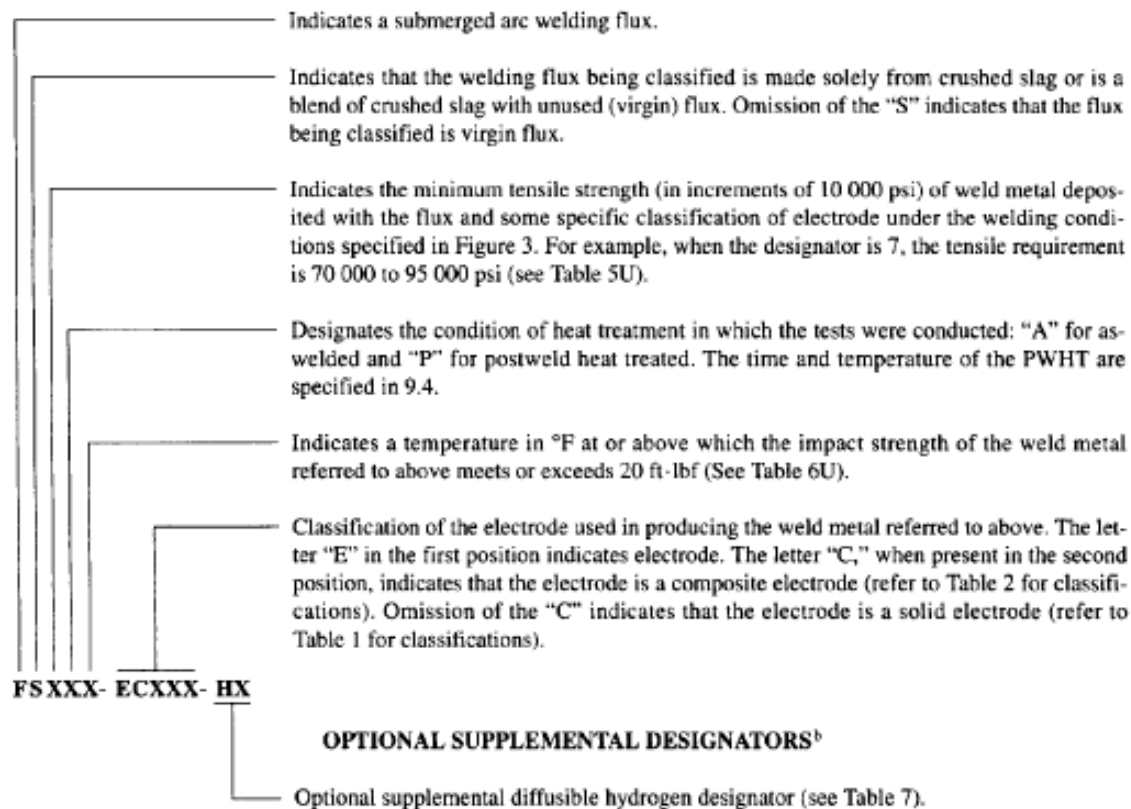 Indicates a submerged arc welding flux.
Indicates that the welding flux being classified is made solely from crushed slag or is a
blend of crushed slag with unused (virgin) flux. Omission of the “S” indicates that the flux
being classified is virgin flux.
Indicates the minimum tensile strength (in increments of 10 000 psi) of weld metal depos-
ited with the flux and some specific classification of electrode under the welding condi-
tions specified in Figure 3. For example, when the designator is 7, the tensile requirement
is 70 000 to 95 000 psi (see Table 5U).
Designates the condition of heat treatment in which the tests were conducted: “A” for as-
welded and “P” for postweld heat treated. The time and temperature of the PWHT are
specified in 9.4.
Indicates a temperature in °F at or above which the impact strength of the weld metal
referred to above meets or exceeds 20 ft·lbf (See Table 6U).
Classification of the electrode used in producing the weld metal referred to above. The let-
ter “E” in the first position indicates electrode. The letter “C,” when present in the second
position, indicates that the electrode is a composite electrode (refer to Table 2 for classifi-
cations). Omission of the “C” indicates that the electrode is a solid electrode (refer to
Table 1 for classifications).
FSXXX- ECXXX- HX
OPTIONAL SUPPLEMENTAL DESIGNATORSᵇ
Optional supplemental diffusible hydrogen designator (see Table 7).